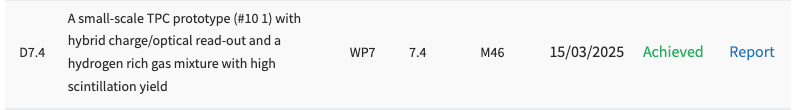 A small-scale TPC prototype (#10 1) with
hybrid charge/optical read-out and a
D7.4 hydrogen rich gas mixture with high scintillation yield WP7 7.4 M46 15/03/2025 Achieved Report